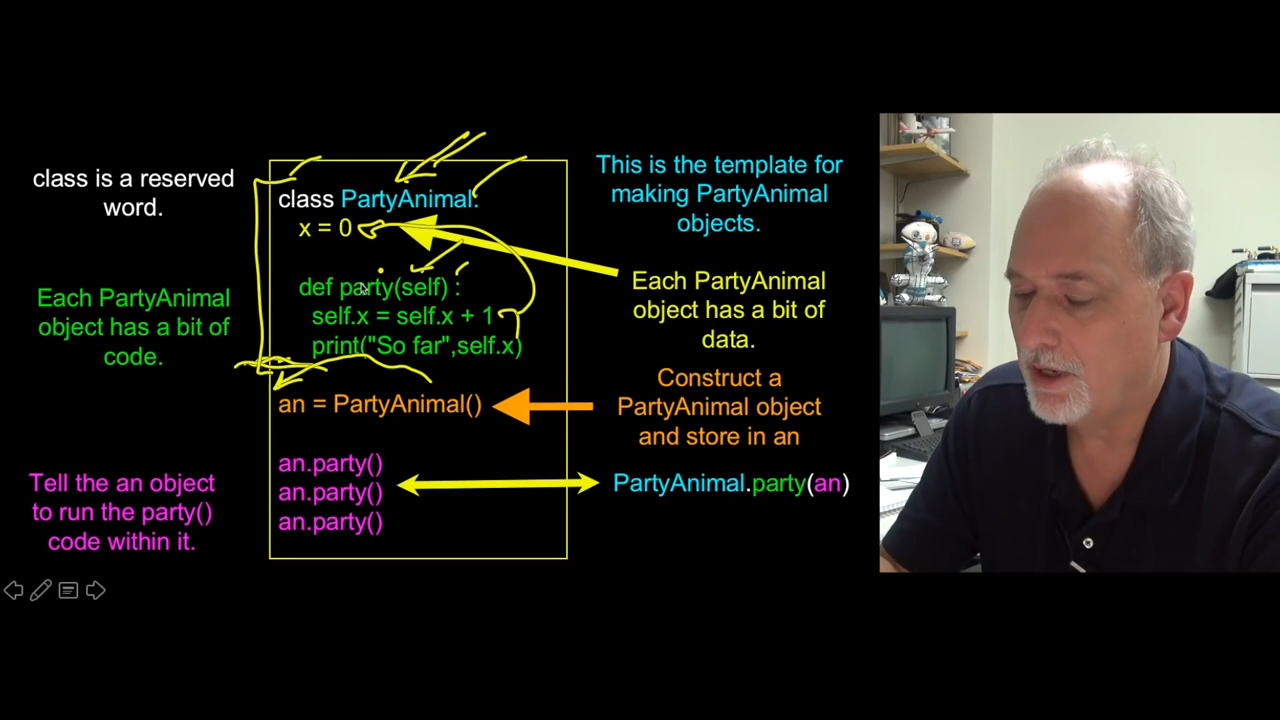 class is a reserved
word.
Each PartyAnimal
object has a bit of
code.
Tell the an object
to run the party()
code within it.
class PartyAnimal:
x = 0
def party(self) :
self.x = self.x + 1
print("So far",self.x)
an = PartyAnimal()
an.party()
an.party()
an.party()
This is the template for
making PartyAnimal
objects.
Each PartyAnimal
object has a bit of
data.
Construct a
PartyAnimal object
and store in an
PartyAnimal.party(an)